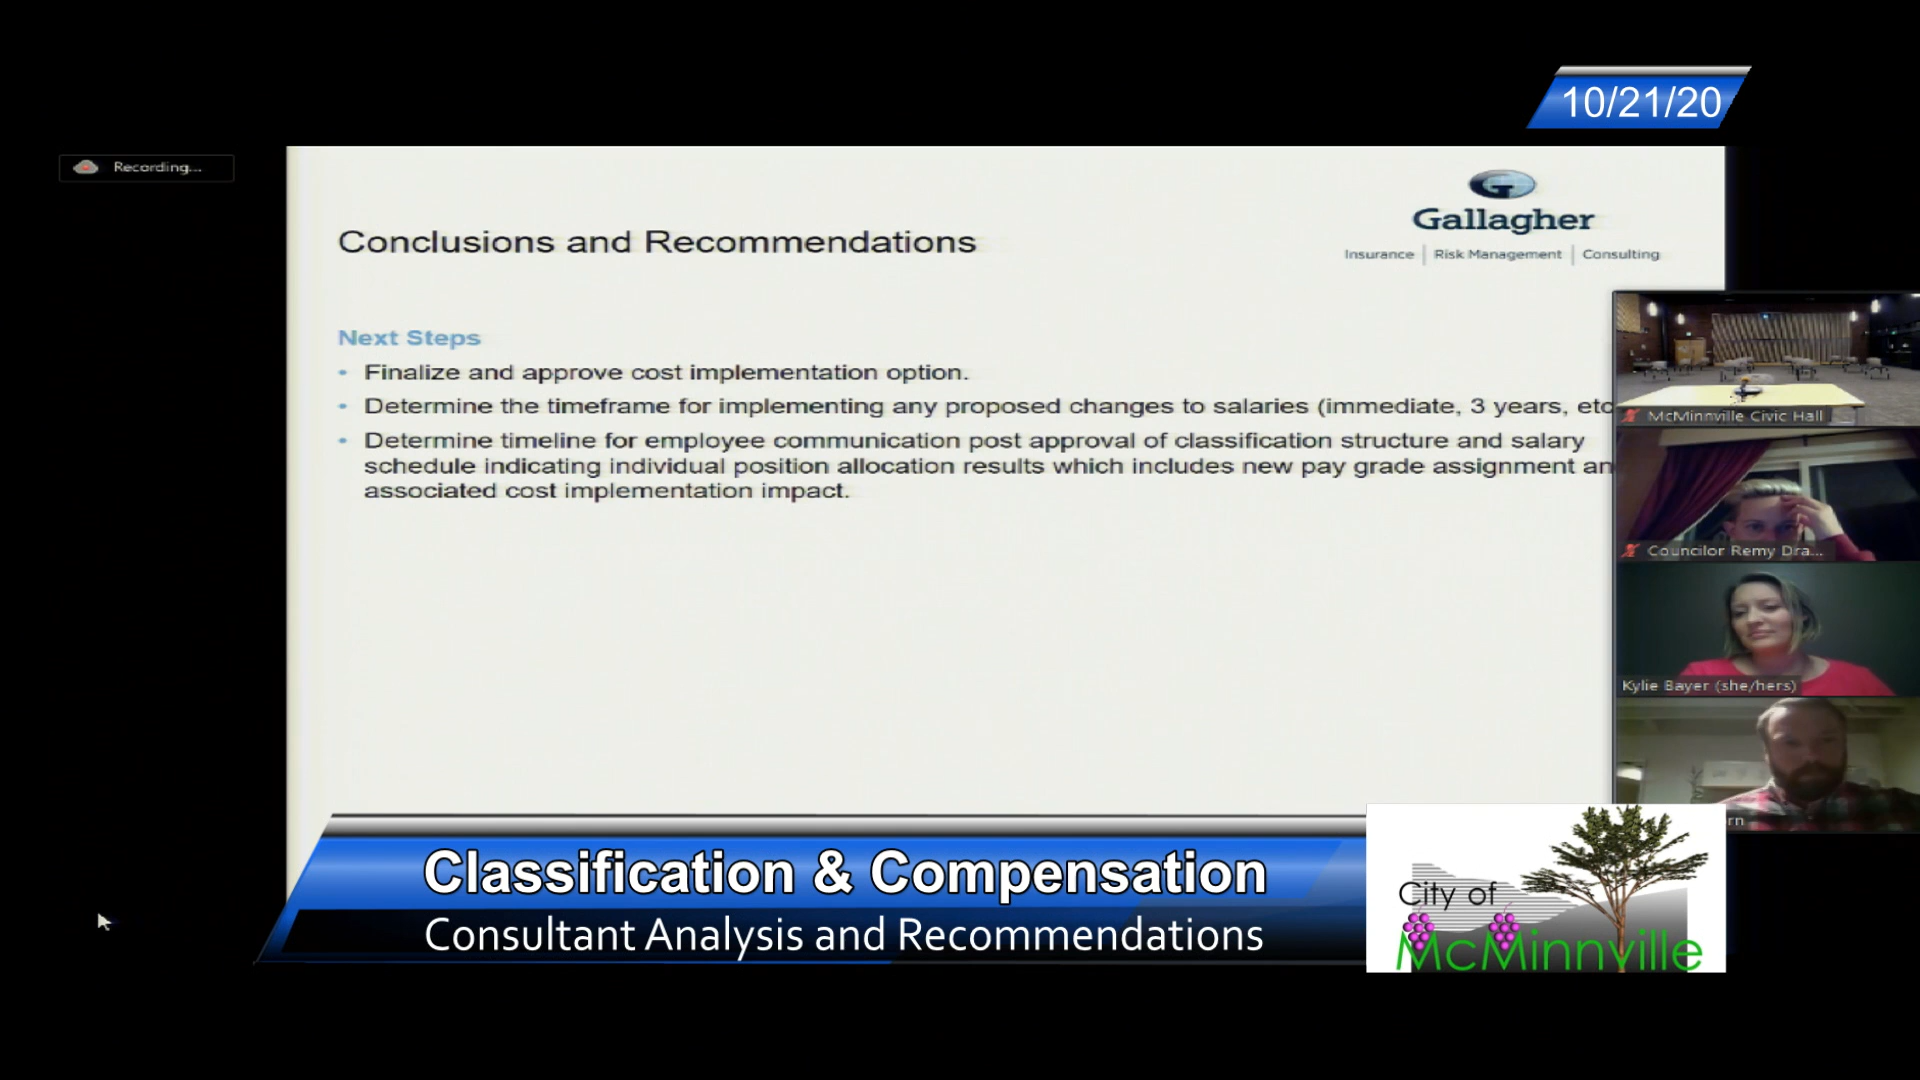 10/21/20
Recording...
Gallagher
Insurance | Risk Management | Consulting
Conclusions and Recommendations
Next Steps
• Finalize and approve cost implementation option.
• Determine the timeframe for implementing any proposed changes to salaries (immediate, 3 years, etc
• Determine timeline for employee communication post approval of classification structure and salary
schedule indicating individual position allocation results which includes new pay grade assignment an
associated cost implementation impact.
McMinnville Civic Hall
Councilor Remy Dra...
Kylie Bayer (she/hers)
rn
Classification & Compensation
Consultant Analysis and Recommendations
City of
McMinnville